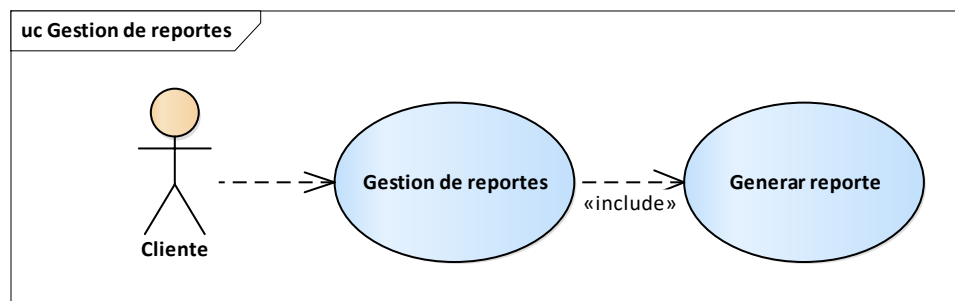 uc Gestion de reportes
Gestion de reportes
«include»
Generar reporte
Cliente